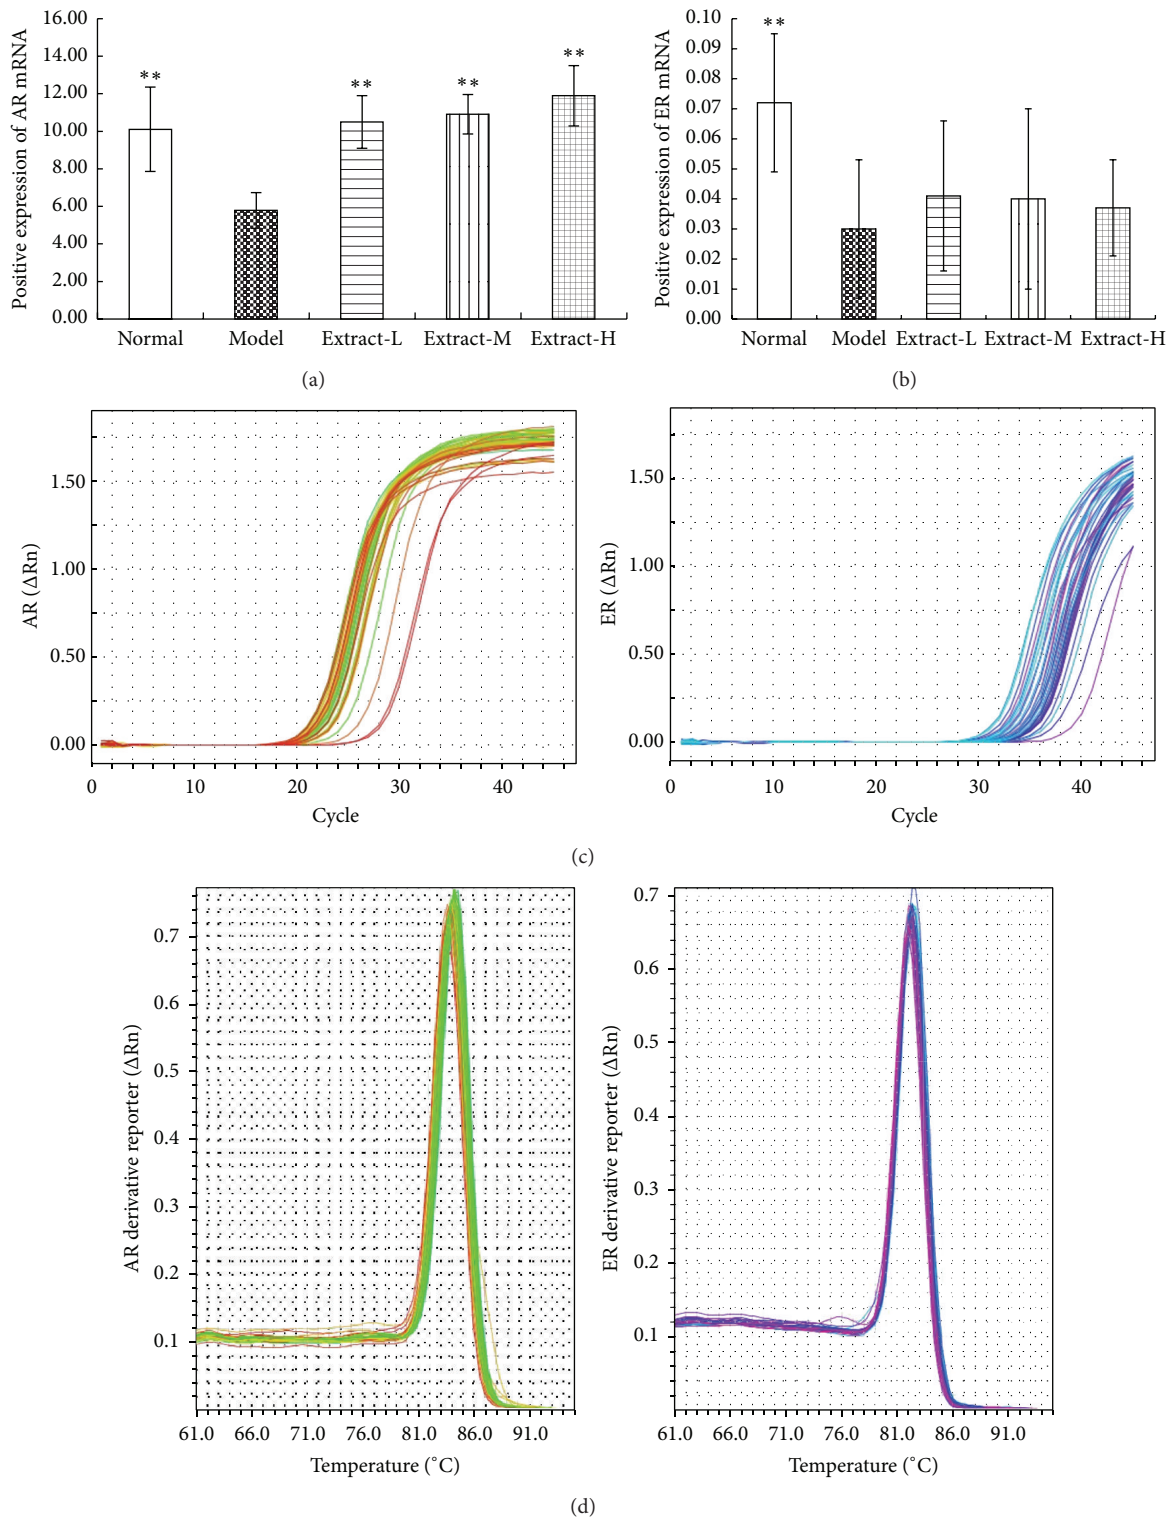 Positive expression of AR mRNA
16.00
14.00
12.00
10.00
8.00
6.00
4.00
2.00
0.00
**
**
**
**
Normal Model Extract-L Extract-M Extract-H
(a)
Positive expression of ER mRNA
0.10
0.09
0.08
0.07
0.06
0.05
0.04
0.03
0.02
0.01
0.00
**
Normal Model Extract-L Extract-M Extract-H
(b)
AR (ΔRn)
1.50
1.00
0.50
0.00
0 10 20 30 40
Cycle
ER (ΔRn)
1.50
1.00
0.50
0.00
0 10 20 30 40
Cycle
(c)
AR derivative reporter (ΔRn)
0.7
0.6
0.5
0.4
0.3
0.2
0.1
61.0 66.0 71.0 76.0 81.0 86.0 91.0
Temperature (°C)
ER derivative reporter (ΔRn)
0.7
0.6
0.5
0.4
0.3
0.2
0.1
61.0 66.0 71.0 76.0 81.0 86.0 91.0
Temperature (°C)
(d)